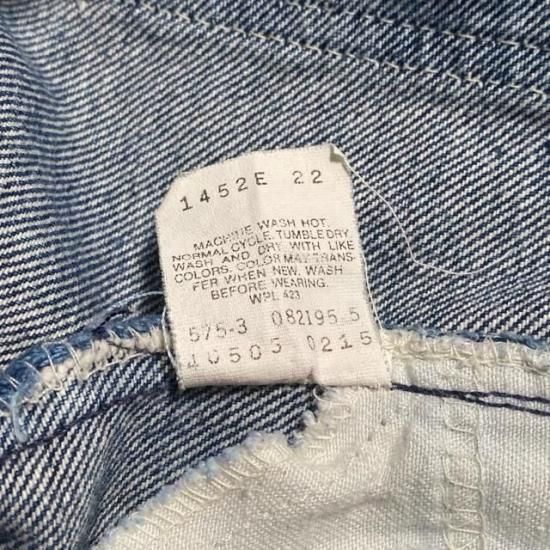 1452E 22
MACHINE WASH HOT.
NORMAL CYCLE. TUMBLE DRY
WASH AND DRY WITH LIKE
COLORS. COLOR MAY TRANS-
FER WHEN NEW. WASH
BEFORE WEARING.
WPL 423
575-3 082195 5
40505 0215